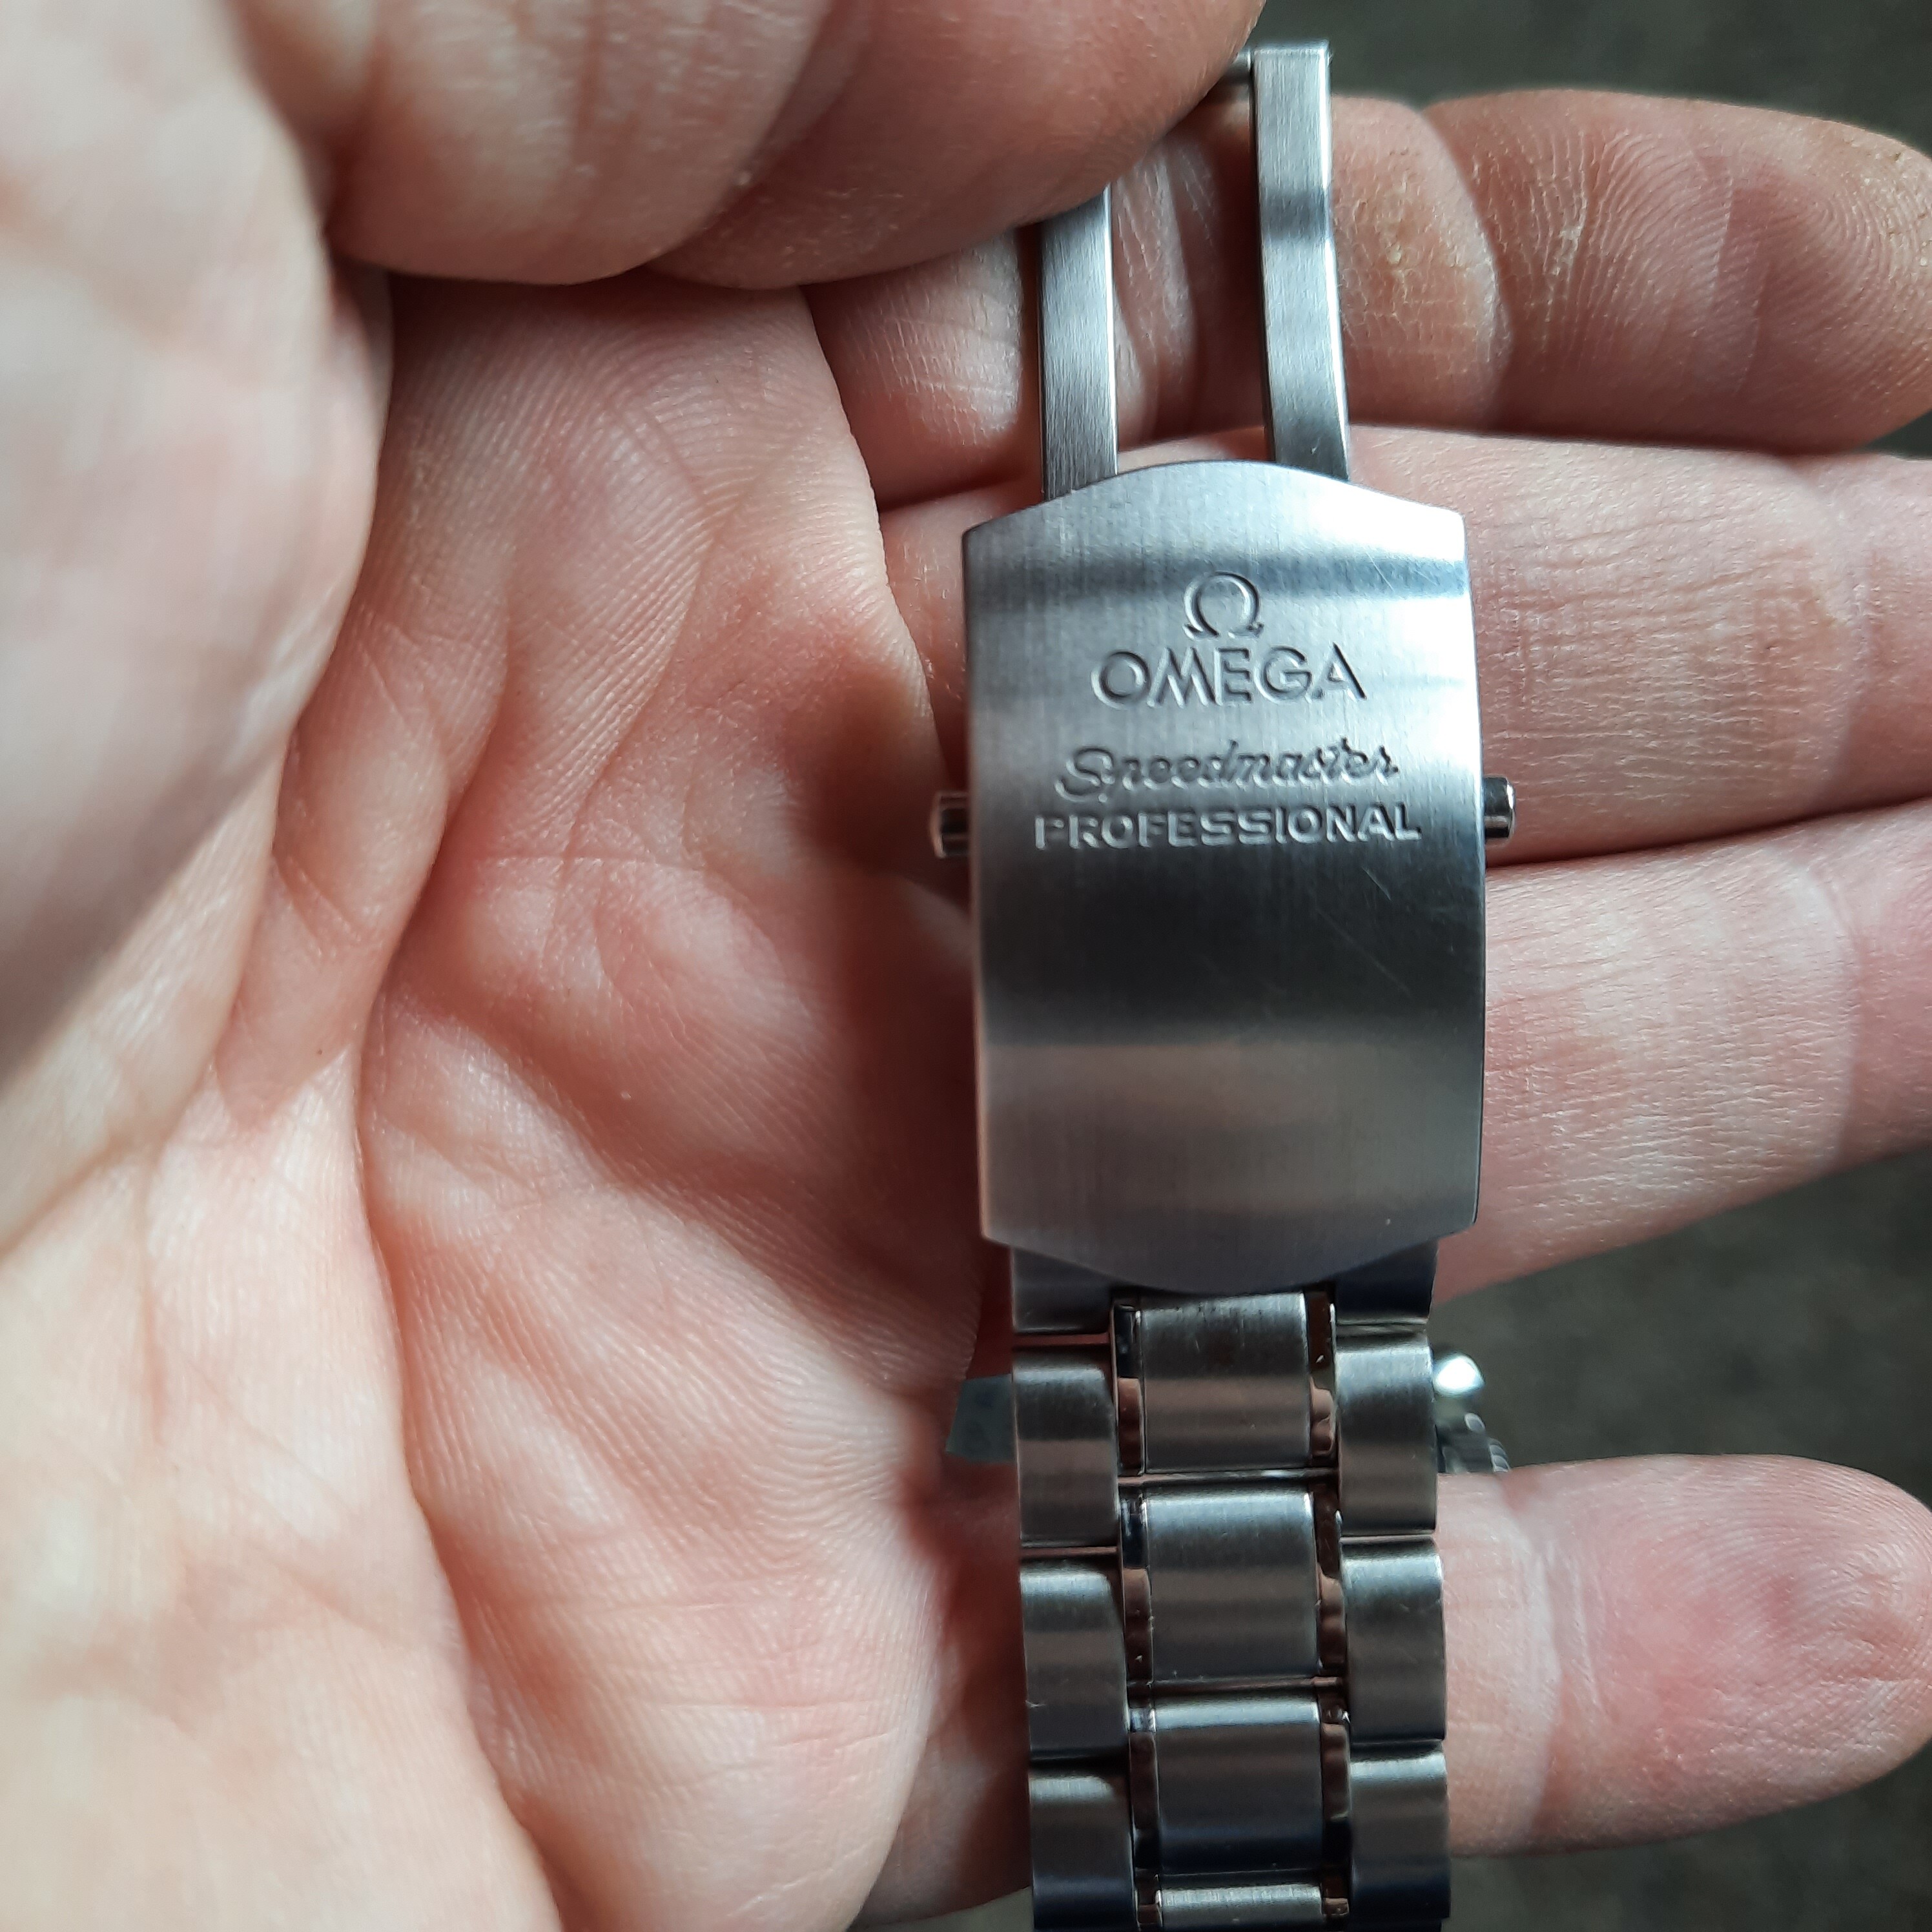 Ω
OMEGA
Speedmaster
PROFESSIONAL